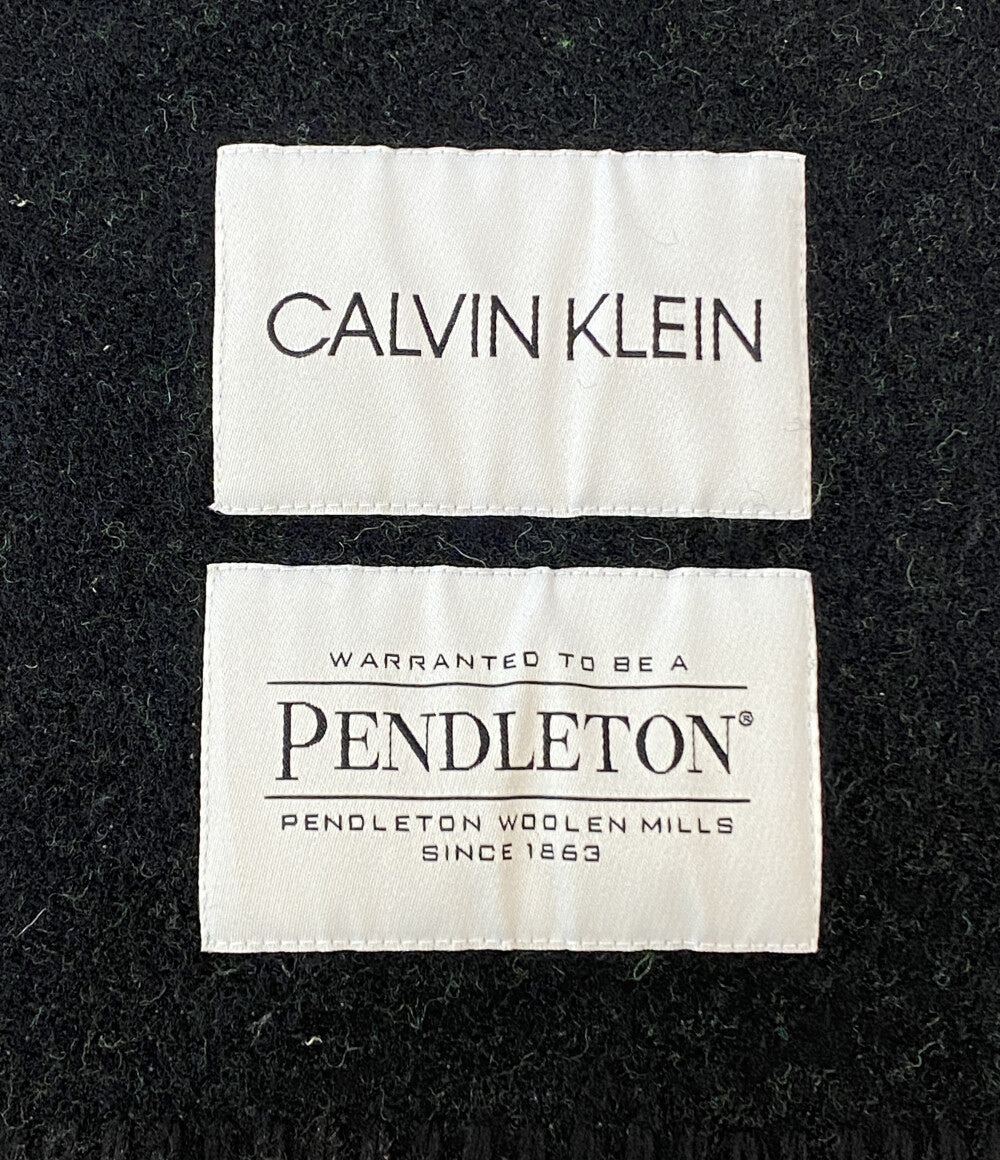 CALVIN KLEIN
WARRANTED TO BE A
PENDLETON®
PENDLETON WOOLEN MILLS
SINCE 1863